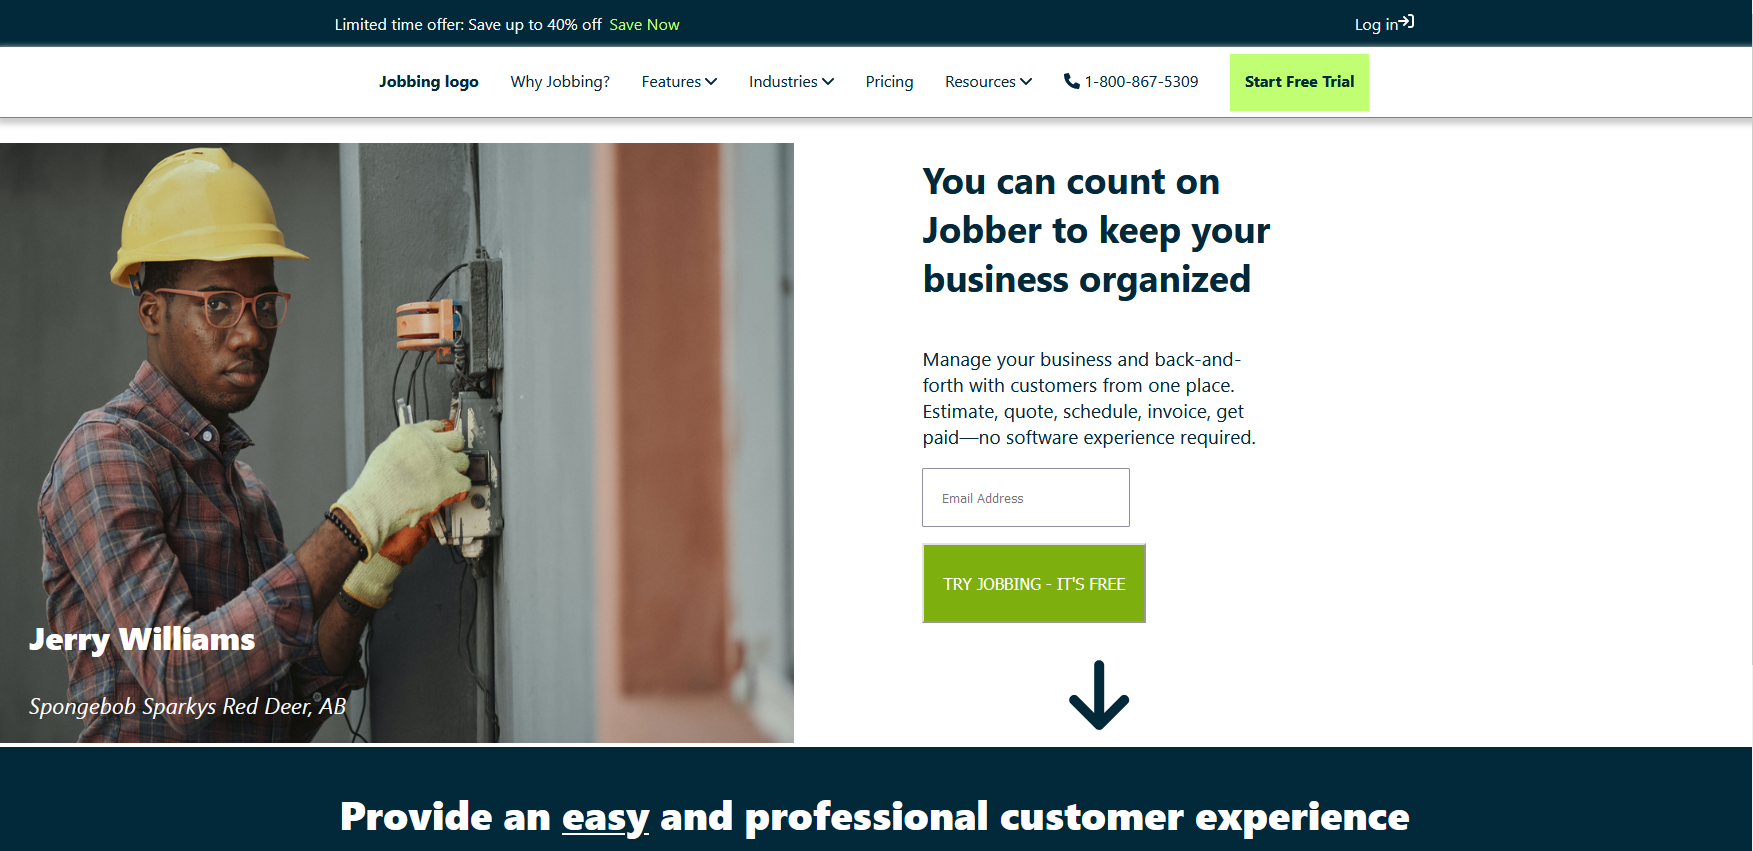 Limited time offer: Save up to 40% off Save Now Log in
Jobbing logo Why Jobbing? Features Industries Pricing Resources 1-800-867-5309 Start Free Trial
You can count on
Jobber to keep your
business organized
Manage your business and back-and-
forth with customers from one place.
Estimate, quote, schedule, invoice, get
paid—no software experience required.
Email Address
TRY JOBBING - IT'S FREE
Jerry Williams
Spongebob Sparkys Red Deer, AB
Provide an easy and professional customer experience